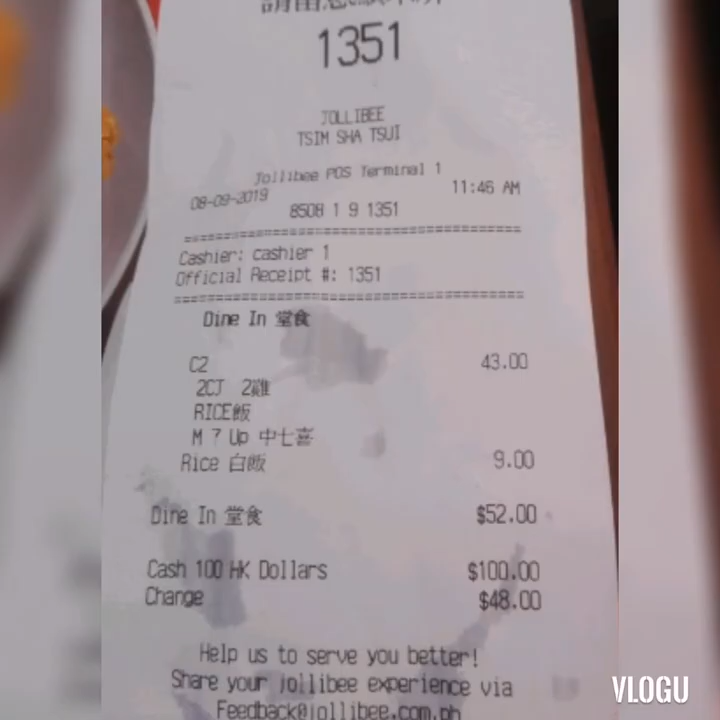 1351
JOLLIBEE
TSIM SHA TSUI
Jollibee POS Terminal 1
08-09-2019 11:46 AM
8508 1 9 1351
========================================
Cashier: cashier 1
Official Receipt #: 1351
========================================
Dine In 堂食
C2 43.00
2CJ 2雞
RICE飯
M 7 Up 中七喜
Rice 白飯 9.00
Dine In 堂食 $52.00
Cash 100 HK Dollars $100.00
Change $48.00
Help us to serve you better!
Share your jollibee experience via
Feedback@jollibee.com.ph
VLOGU